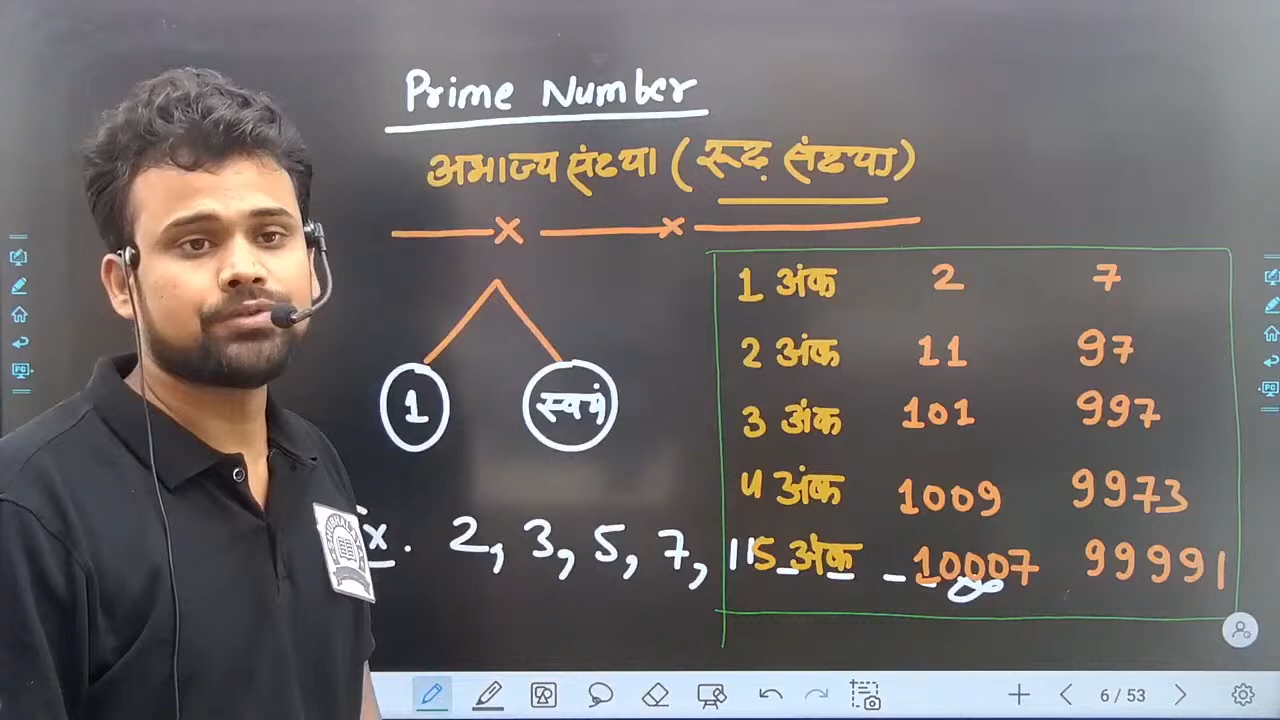 Prime Number
अभाज्य संख्या (रूढ़ संख्या)
1 स्वयं
Ex. 2, 3, 5, 7, 11
1 अंक 2 7
2 अंक 11 97
3 अंक 101 997
4 अंक 1009 9973
5 अंक 10007 99991
6 / 53